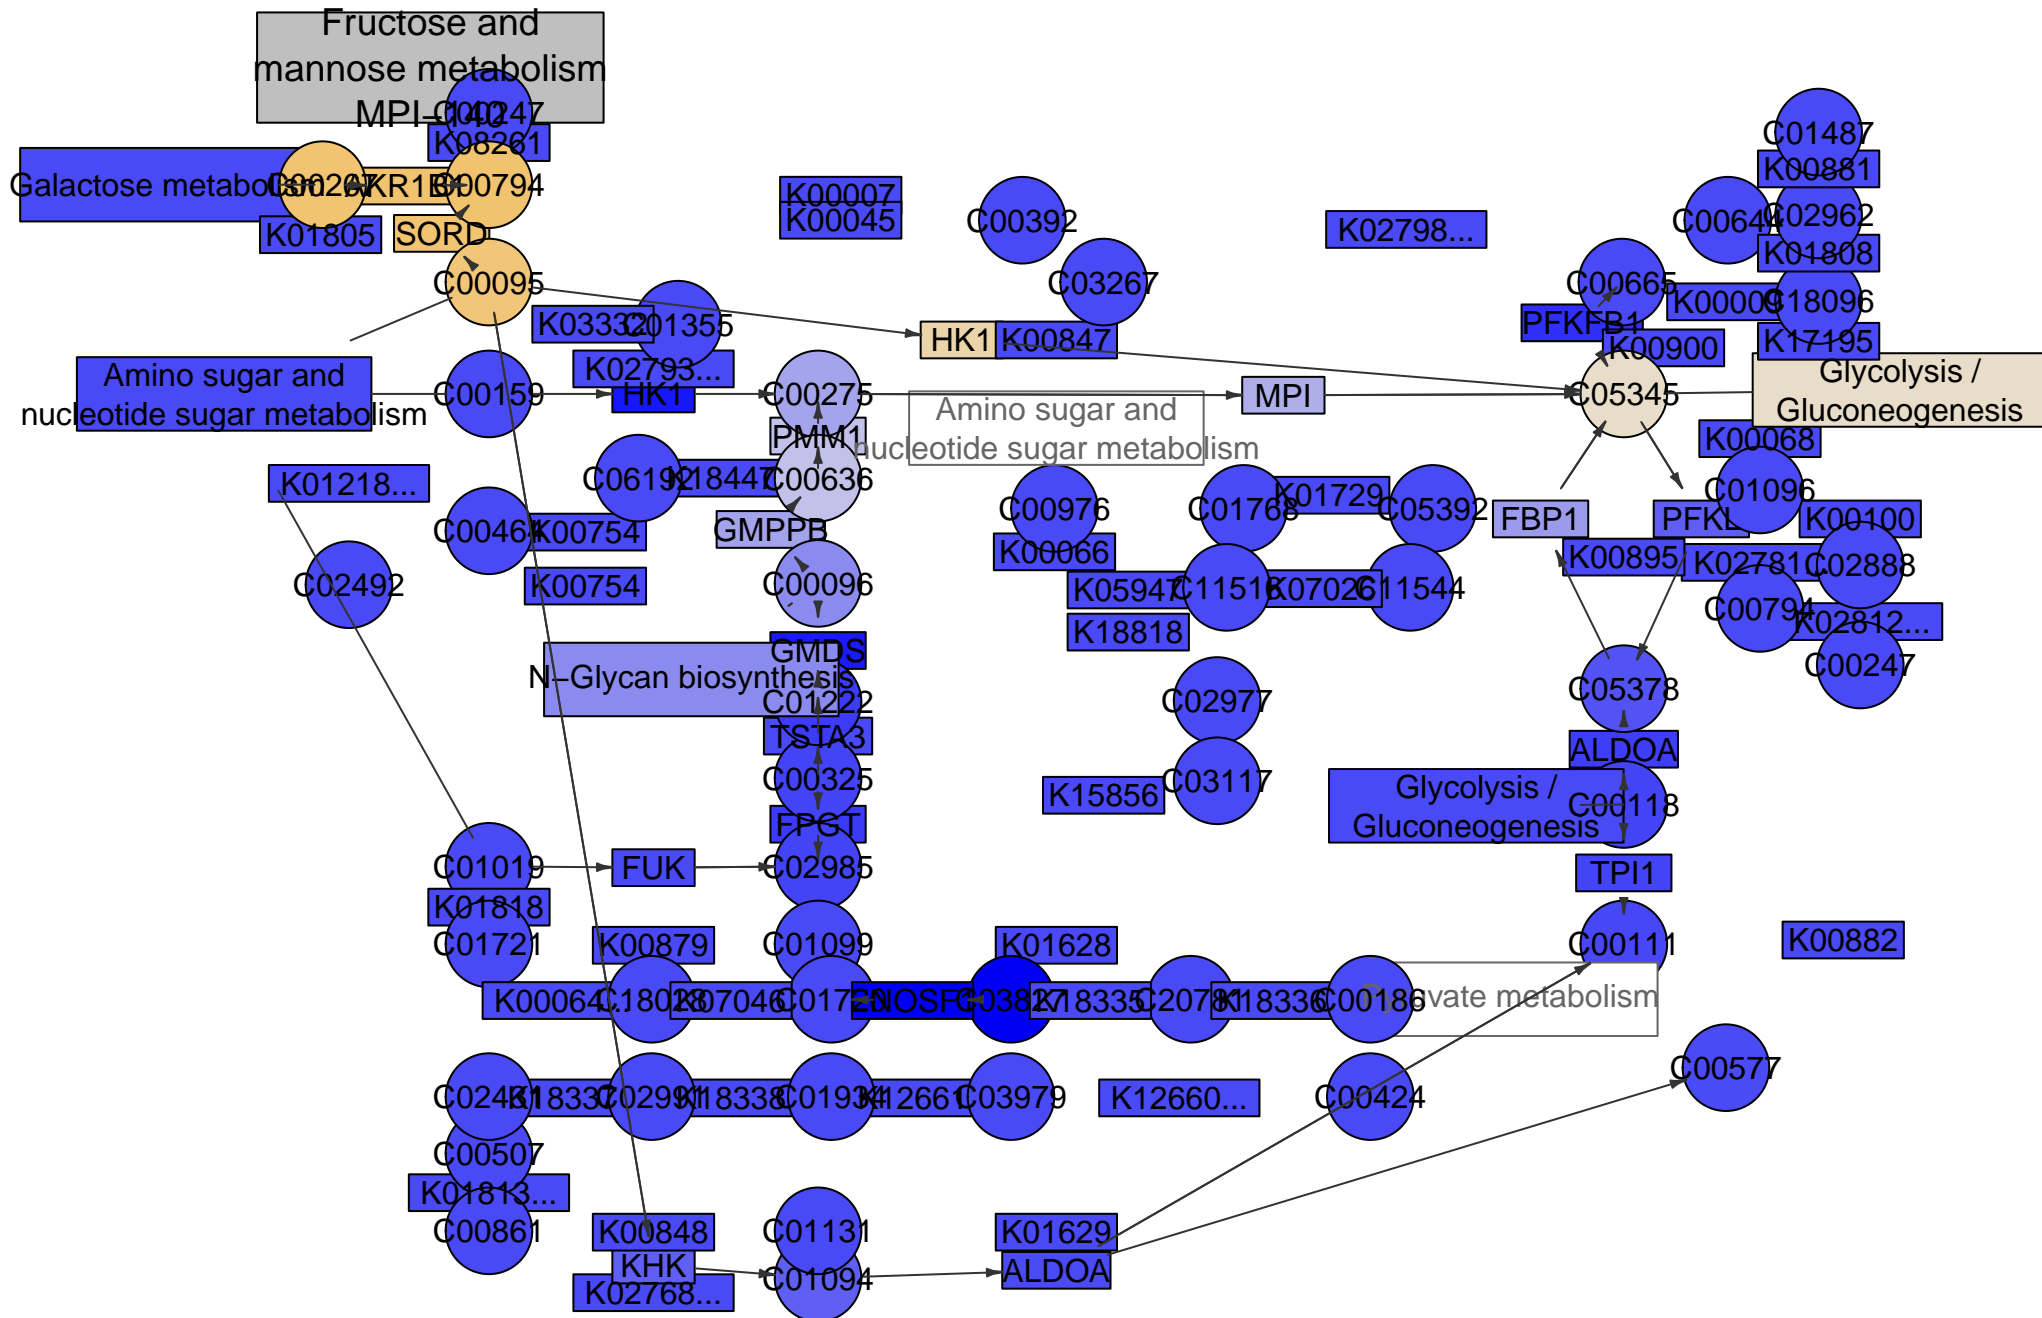 Fructose and
mannose metabolism
MPI−140
C00247
K08261
C01487
K00881
Galactose metabolism
C00267
AKR1B1
C00794
K00007
K00045
C00392
K02798...
C00644
C02962
K01805
SORD
K01808
C00095
C03267
C00665
K00009
C18096
K03332
C01355
HK1
K00847
PFKFB1
K00900
K17195
K02793...
Amino sugar and
nucleotide sugar metabolism
C00159
HK1
C00275
Amino sugar and
nucleotide sugar metabolism
MPI
C05345
Glycolysis /
Gluconeogenesis
PMM1
K00068
K01218...
C06192
K18447
C00636
C00976
C01768
K01729
C05392
C01096
C00464
K00754
GMPPB
K00066
FBP1
PFKL
K00100
K00895
K02781...
C02888
C02492
K00754
C00096
K05947
C11516
K07026
C11544
C00794
K02812...
K18818
GMDS
N−Glycan biosynthesis
C01222
C02977
C05378
C00247
TSTA3
ALDOA
C00325
K15856
C03117
Glycolysis /
Gluconeogenesis
C00118
FPGT
C01019
FUK
C02985
TPI1
K01818
C01721
K00879
C01099
K01628
C00111
K00882
K00064...
C18028
K07046
C01720
C03827
K18335
C20781
K18336
C00186
Pyruvate metabolism
C02431
K18337
C02991
K18338
C01934
K12661
C03979
K12660...
C00424
C00577
C00507
K01813...
C00861
K00848
C01131
K01629
KHK
C01094
ALDOA
K02768...